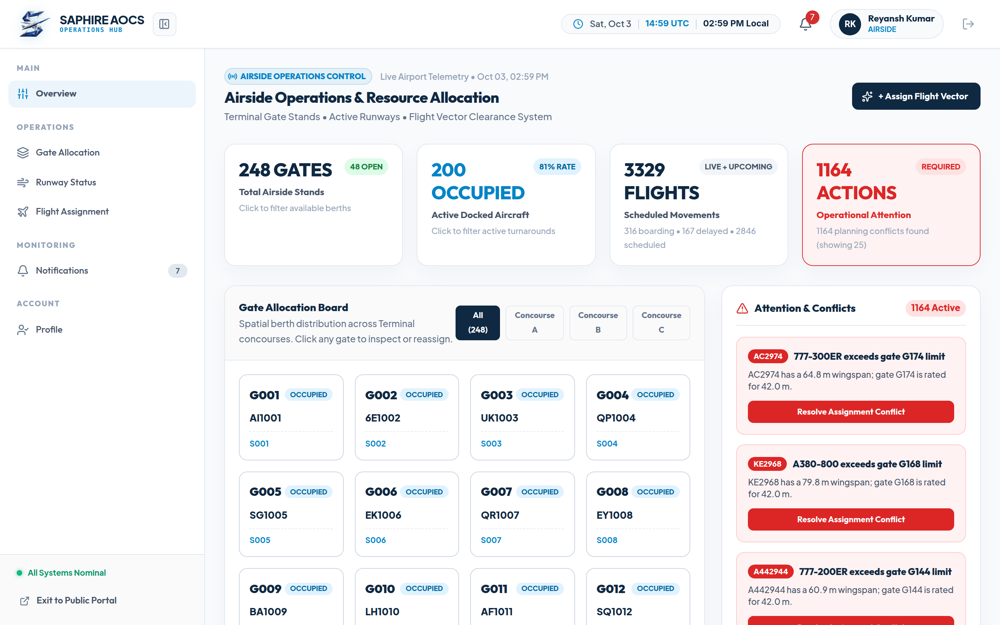 SAPHIRE AOCS
OPERATIONS HUB
Sat, Oct 3
14:59 UTC
02:59 PM Local
7
RK
Reyansh Kumar
AIRSIDE
MAIN
Overview
OPERATIONS
Gate Allocation
Runway Status
Flight Assignment
MONITORING
Notifications
7
ACCOUNT
Profile
All Systems Nominal
Exit to Public Portal
AIRSIDE OPERATIONS CONTROL
Live Airport Telemetry • Oct 03, 02:59 PM
Airside Operations & Resource Allocation
Terminal Gate Stands • Active Runways • Flight Vector Clearance System
+ Assign Flight Vector
248 GATES
48 OPEN
Total Airside Stands
Click to filter available berths
200
OCCUPIED
81% RATE
Active Docked Aircraft
Click to filter active turnarounds
3329
FLIGHTS
LIVE + UPCOMING
Scheduled Movements
316 boarding • 167 delayed • 2846
scheduled
1164
ACTIONS
REQUIRED
Operational Attention
1164 planning conflicts found
(showing 25)
Gate Allocation Board
Spatial berth distribution across Terminal
concourses. Click any gate to inspect or reassign.
All
(248)
Concourse
A
Concourse
B
Concourse
C
G001 OCCUPIED
AI1001
S001
G002 OCCUPIED
6E1002
S002
G003 OCCUPIED
UK1003
S003
G004 OCCUPIED
QP1004
S004
G005 OCCUPIED
SG1005
S005
G006 OCCUPIED
EK1006
S006
G007 OCCUPIED
QR1007
S007
G008 OCCUPIED
EY1008
S008
G009 OCCUPIED
BA1009
G010 OCCUPIED
LH1010
G011 OCCUPIED
AF1011
G012 OCCUPIED
SQ1012
Attention & Conflicts
1164 Active
AC2974 777-300ER exceeds gate G174 limit
AC2974 has a 64.8 m wingspan; gate G174 is rated
for 42.0 m.
Resolve Assignment Conflict
KE2968 A380-800 exceeds gate G168 limit
KE2968 has a 79.8 m wingspan; gate G168 is rated
for 42.0 m.
Resolve Assignment Conflict
A442944 777-200ER exceeds gate G144 limit
A442944 has a 60.9 m wingspan; gate G144 is rated
for 42.0 m.